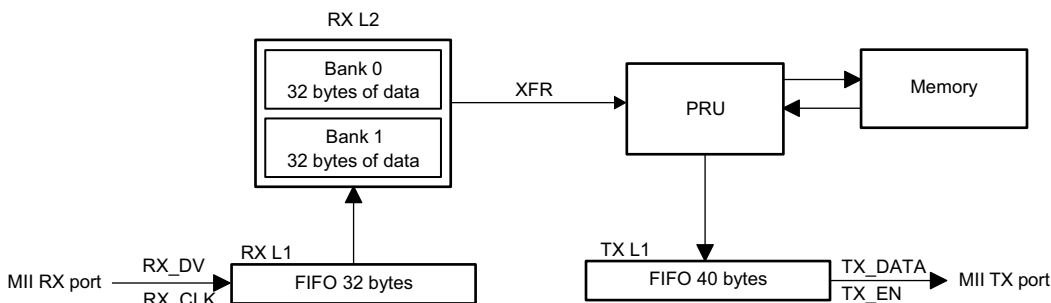 RX L2
Bank 0
32 bytes of data
Bank 1
32 bytes of data
XFR
PRU
Memory
MII RX port
RX_DV
RX_CLK
RX L1
FIFO 32 bytes
TX L1
FIFO 40 bytes
TX_DATA
TX_EN
MII TX port